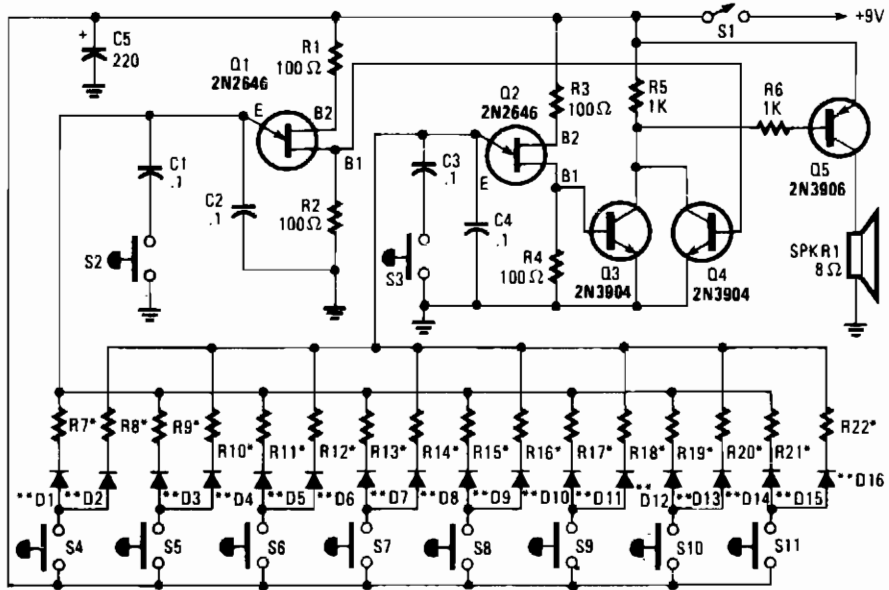 +9V
S1
+
C5
220
R1
100Ω
Q1
2N2646
E
B2
B1
C1
.1
C2
.1
R2
100Ω
S2
Q2
2N2646
R3
100Ω
B2
B1
E
C3
.1
C4
.1
S3
R4
100Ω
R5
1K
R6
1K
Q3
2N3904
Q4
2N3904
Q5
2N3906
SPKR1
8Ω
R7*
R8*
R9*
R10*
R11*
R12*
R13*
R14*
R15*
R16*
R17*
R18*
R19*
R20*
R21*
R22*
**D1
**D2
**D3
**D4
**D5
**D6
**D7
**D8
**D9
**D10
**D11
**D12
**D13
**D14
**D15
**D16
S4
S5
S6
S7
S8
S9
S10
S11